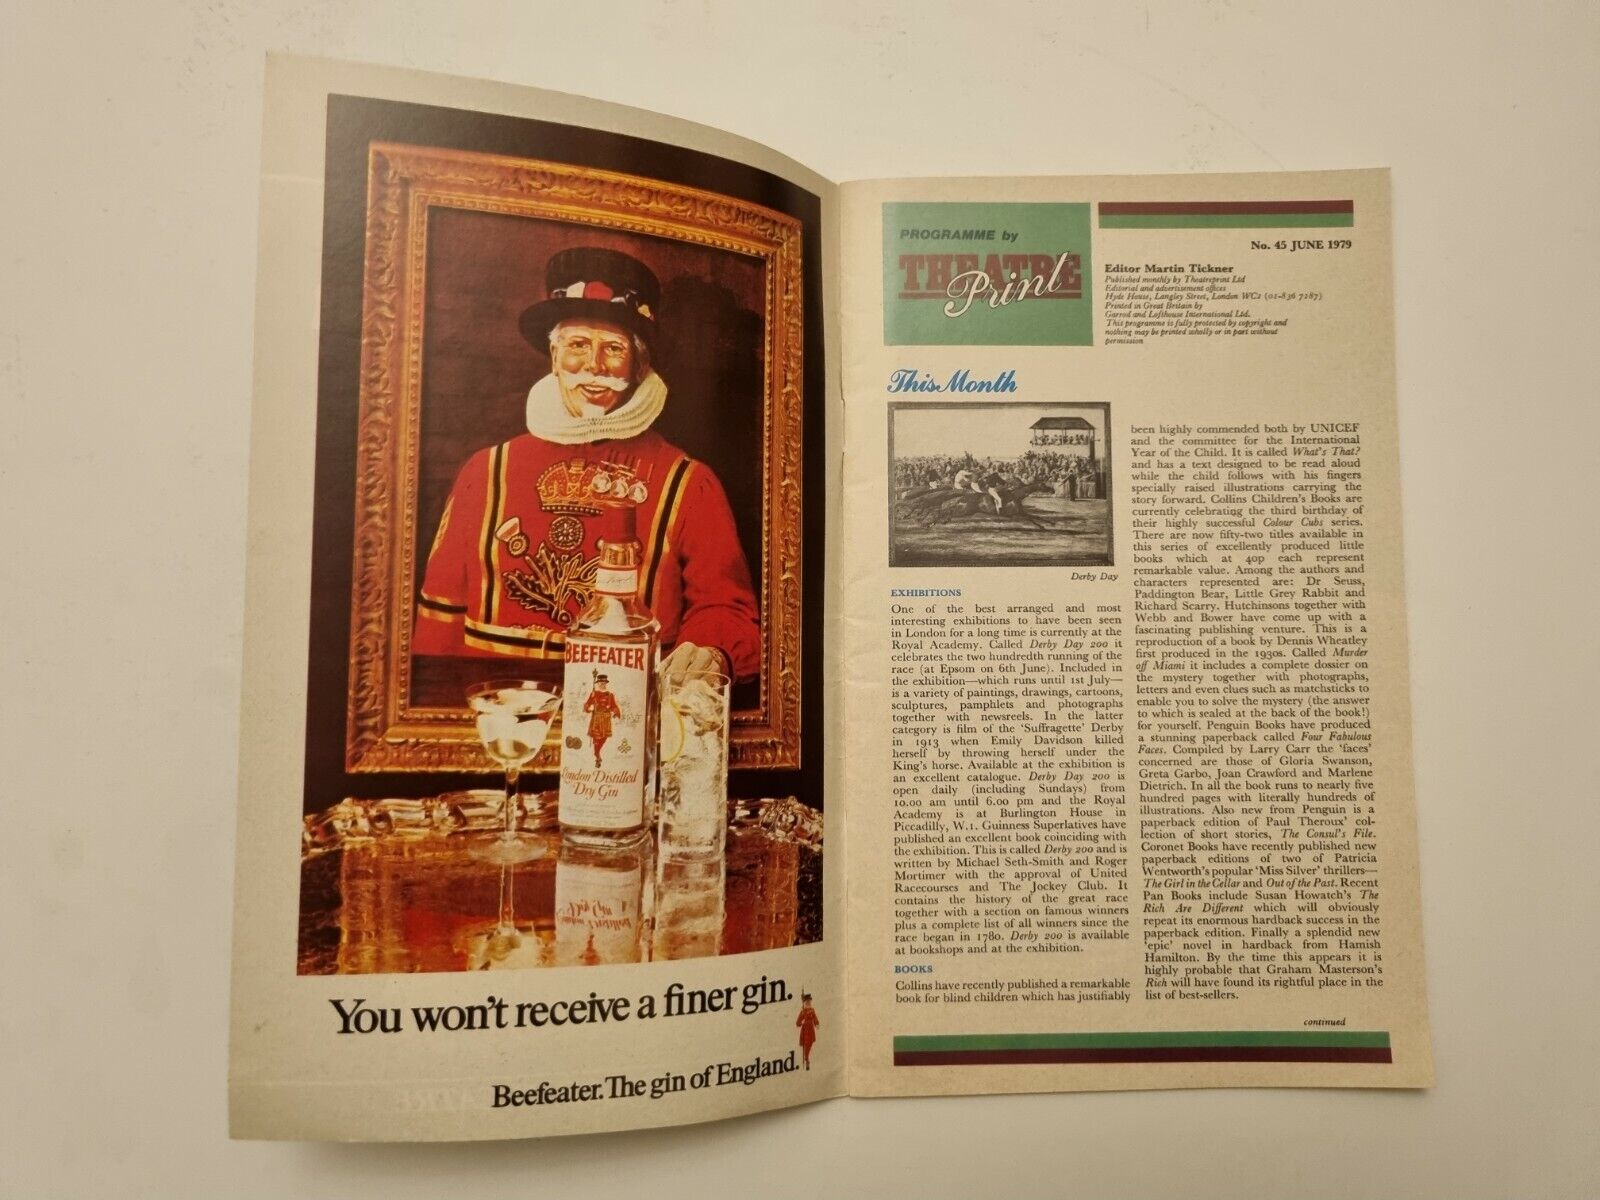 BEEFEATER
London Distilled
Dry Gin
You won't receive a finer gin.
Beefeater. The gin of England.
PROGRAMME by
THEATRE
Print
No. 45 JUNE 1979
Editor Martin Tickner
Published monthly by Theatreprint Ltd
Editorial and advertisement offices
Hyde House, Langley Street, London WC2 (01-836 7287)
Printed in Great Britain by
Garrod and Lofthouse International Ltd.
This programme is fully protected by copyright and
nothing may be printed wholly or in part without
permission
This Month
Derby Day
EXHIBITIONS
One of the best arranged and most
interesting exhibitions to have been seen
in London for a long time is currently at the
Royal Academy. Called Derby Day 200 it
celebrates the two hundredth running of the
race (at Epsom on 6th June). Included in
the exhibition—which runs until 1st July—
is a variety of paintings, drawings, cartoons,
sculptures, pamphlets and photographs
together with newsreels. In the latter
category is film of the 'Suffragette' Derby
in 1913 when Emily Davidson killed
herself by throwing herself under the
King's horse. Available at the exhibition is
an excellent catalogue. Derby Day 200 is
open daily (including Sundays) from
10.00 am until 6.00 pm and the Royal
Academy is at Burlington House in
Piccadilly, W.1. Guinness Superlatives have
published an excellent book coinciding with
the exhibition. This is called Derby 200 and is
written by Michael Seth-Smith and Roger
Mortimer with the approval of United
Racecourses and The Jockey Club. It
contains the history of the great race
together with a section on famous winners
plus a complete list of all winners since the
race began in 1780. Derby 200 is available
at bookshops and at the exhibition.
BOOKS
Collins have recently published a remarkable
book for blind children which has justifiably
been highly commended both by UNICEF
and the committee for the International
Year of the Child. It is called What's That?
and has a text designed to be read aloud
while the child follows with his fingers
specially raised illustrations carrying the
story forward. Collins Children's Books are
currently celebrating the third birthday of
their highly successful Colour Cubs series.
There are now fifty-two titles available in
this series of excellently produced little
books which at 40p each represent
remarkable value. Among the authors and
characters represented are: Dr Seuss,
Paddington Bear, Little Grey Rabbit and
Richard Scarry. Hutchinsons together with
Webb and Bower have come up with a
fascinating publishing venture. This is a
reproduction of a book by Dennis Wheatley
first produced in the 1930s. Called Murder
off Miami it includes a complete dossier on
the mystery together with photographs,
letters and even clues such as matchsticks to
enable you to solve the mystery (the answer
to which is sealed at the back of the book!)
for yourself. Penguin Books have produced
a stunning paperback called Four Fabulous
Faces. Compiled by Larry Carr the 'faces'
concerned are those of Gloria Swanson,
Greta Garbo, Joan Crawford and Marlene
Dietrich. In all the book runs to nearly five
hundred pages with literally hundreds of
illustrations. Also new from Penguin is a
paperback edition of Paul Theroux' col-
lection of short stories, The Consul's File.
Coronet Books have recently published new
paperback editions of two of Patricia
Wentworth's popular 'Miss Silver' thrillers—
The Girl in the Cellar and Out of the Past. Recent
Pan Books include Susan Howatch's The
Rich Are Different which will obviously
repeat its enormous hardback success in the
paperback edition. Finally a splendid new
'epic' novel in hardback from Hamish
Hamilton. By the time this appears it is
highly probable that Graham Masterson's
Rich will have found its rightful place in the
list of best-sellers.
continued